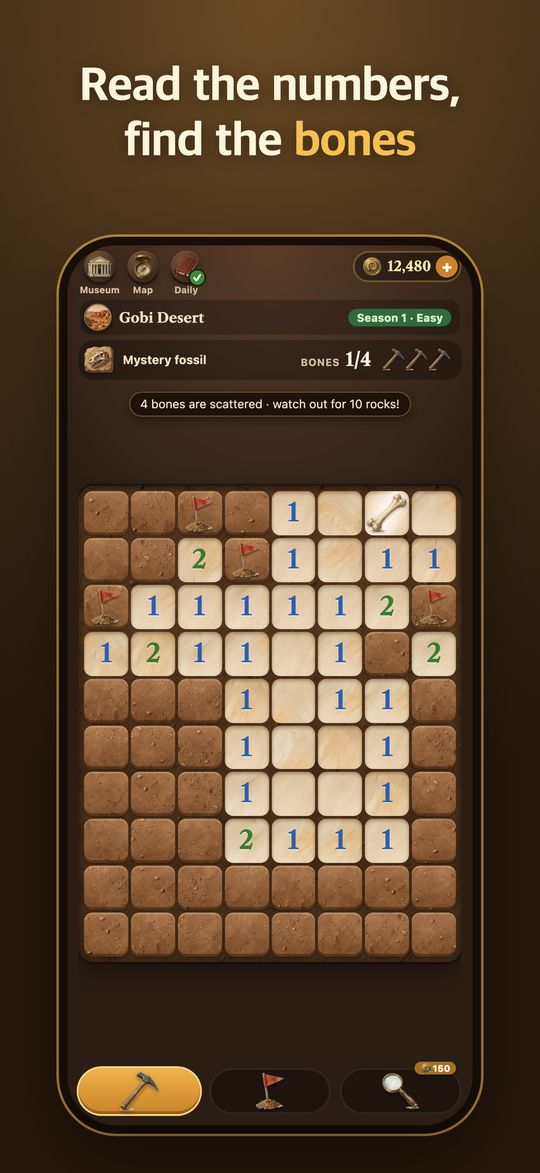 Read the numbers,
find the bones
12,480 +
Museum Map Daily
Gobi Desert Season 1 · Easy
Mystery fossil BONES 1/4
4 bones are scattered · watch out for 10 rocks!
1
2 1 1 1
1 1 1 1 1 2
1 2 1 1 1 2
1 1 1
1 1
1 1
2 1 1 1
150